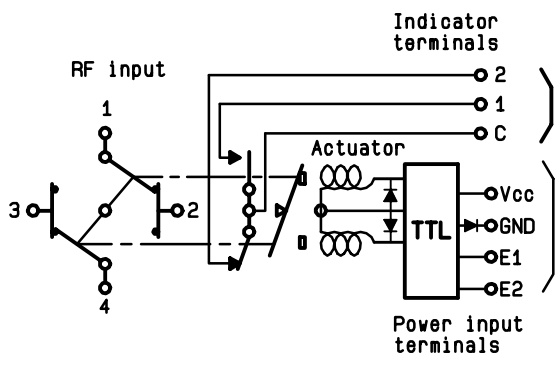 Indicator
terminals
RF input
2
1
1
C
Actuator
3
2
TTL
Vcc
GND
E1
E2
4
Power input
terminals